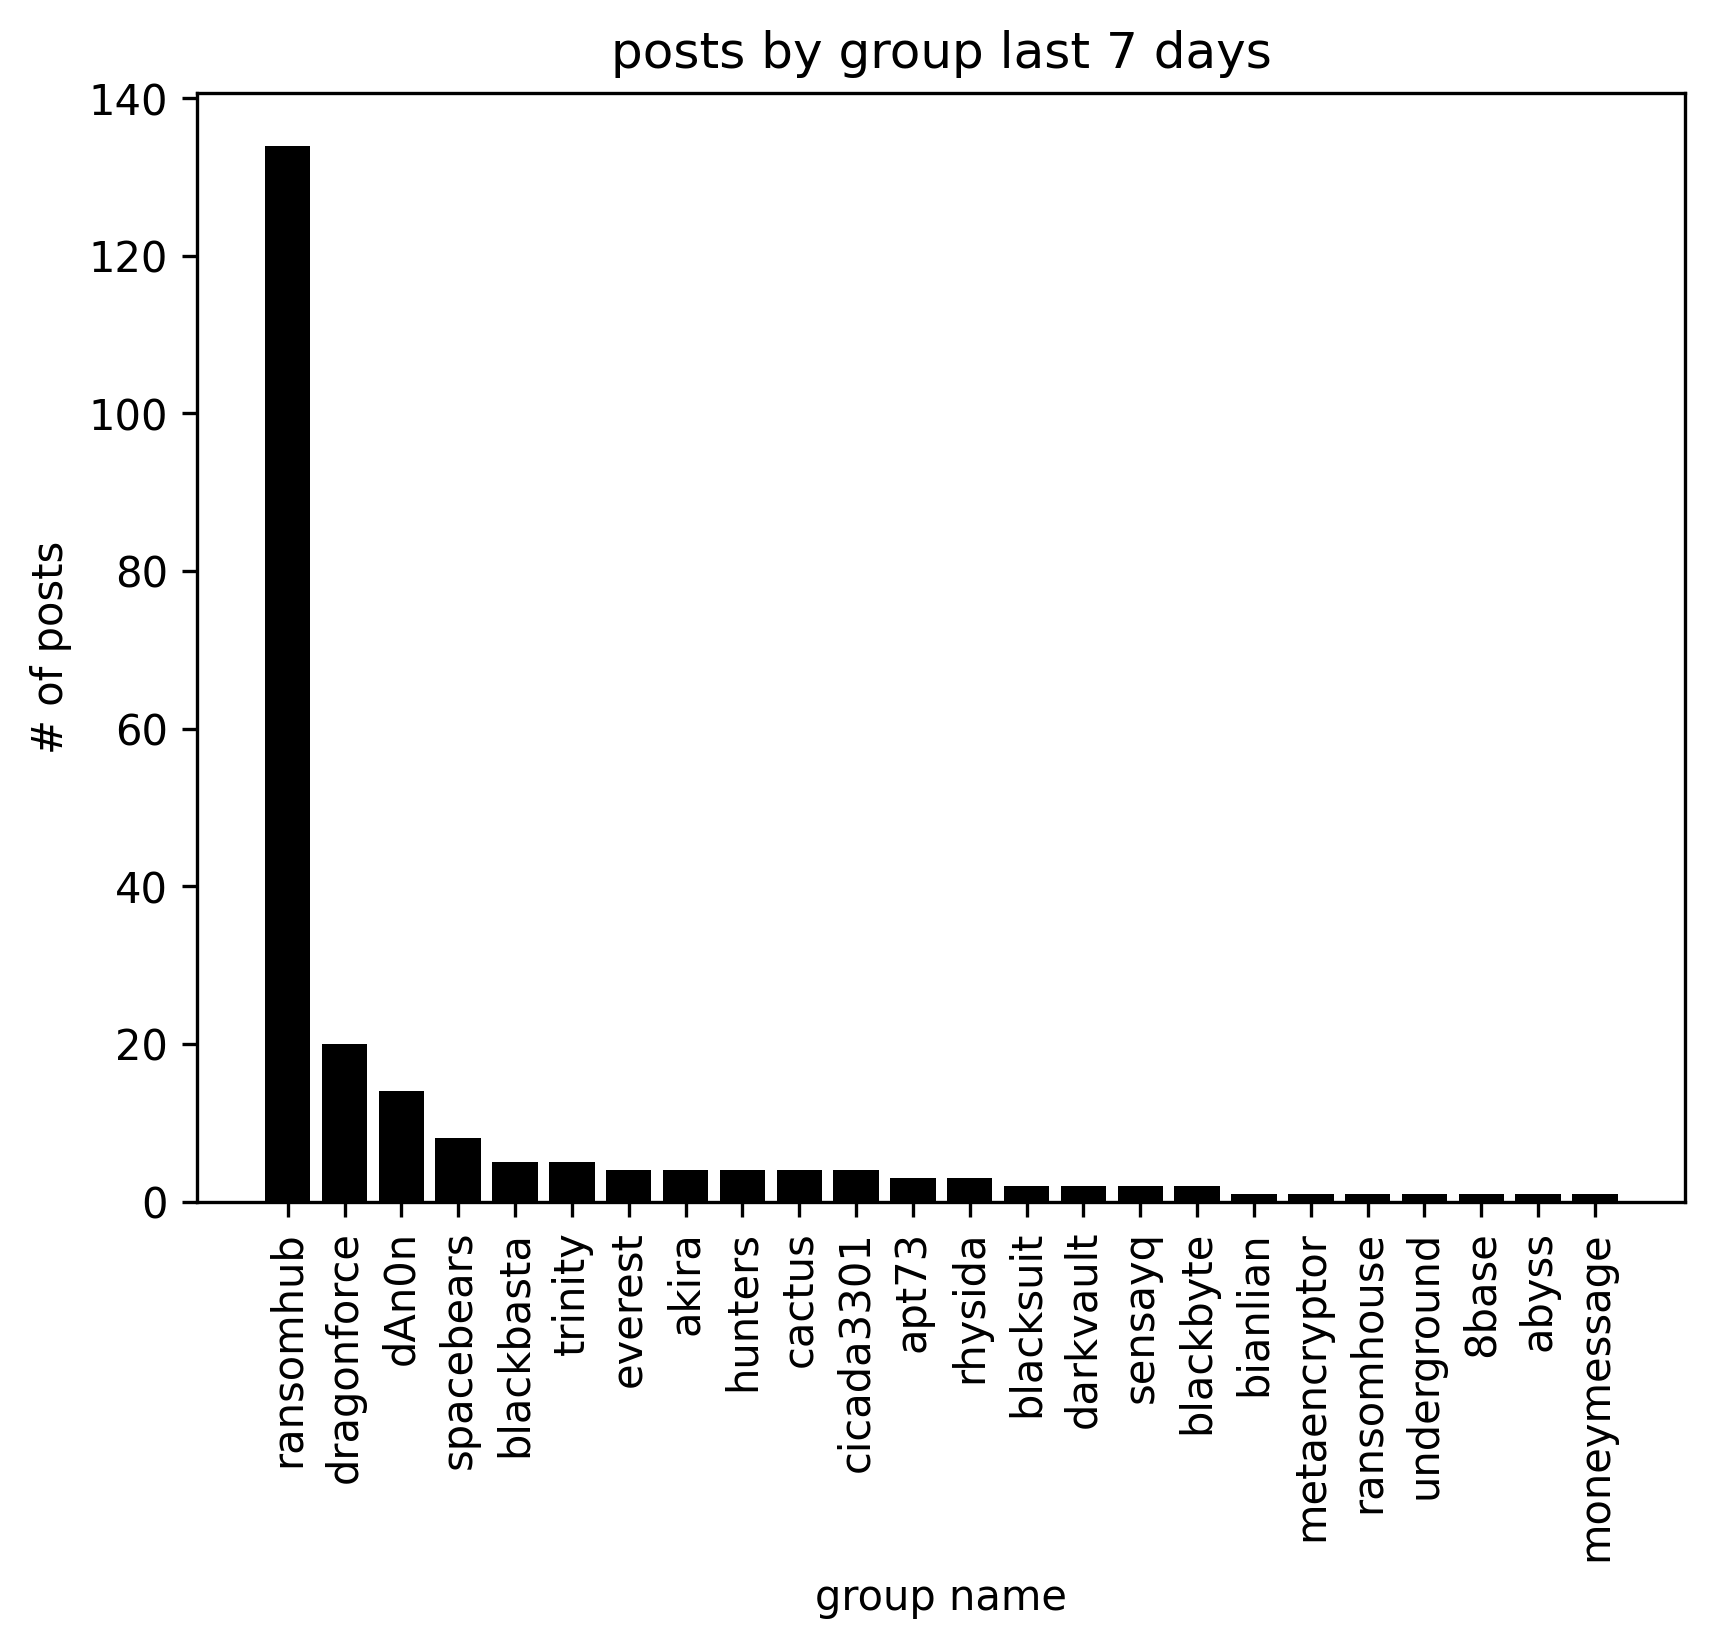 posts by group last 7 days
140
120
100
80
60
40
20
0
# of posts
ransomhub
dragonforce
dAn0n
spacebears
blackbasta
trinity
everest
akira
hunters
cactus
cicada3301
apt73
rhysida
blacksuit
darkvault
sensayq
blackbyte
bianlian
metaencryptor
ransomhouse
underground
8base
abyss
moneymessage
group name